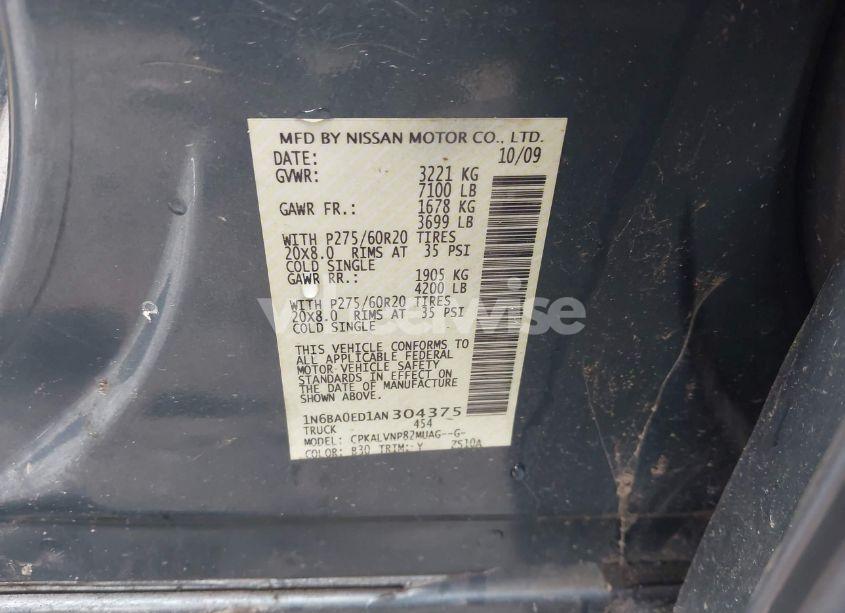 MFD BY NISSAN MOTOR CO., LTD.
DATE: 10/09
GVWR: 3221 KG
7100 LB
GAWR FR.: 1678 KG
3699 LB
WITH P275/60R20 TIRES
20X8.0 RIMS AT 35 PSI
COLD SINGLE
GAWR RR.: 1905 KG
4200 LB
WITH P275/60R20 TIRES
20X8.0 RIMS AT 35 PSI
COLD SINGLE
THIS VEHICLE CONFORMS TO
ALL APPLICABLE FEDERAL
MOTOR VEHICLE SAFETY
STANDARDS IN EFFECT ON
THE DATE OF MANUFACTURE
SHOWN ABOVE.
1N6BA0ED1AN304375
TRUCK 454
MODEL: CPKALVNP82MUAG--G-
COLOR: B30 TRIM:-Y ZS10A